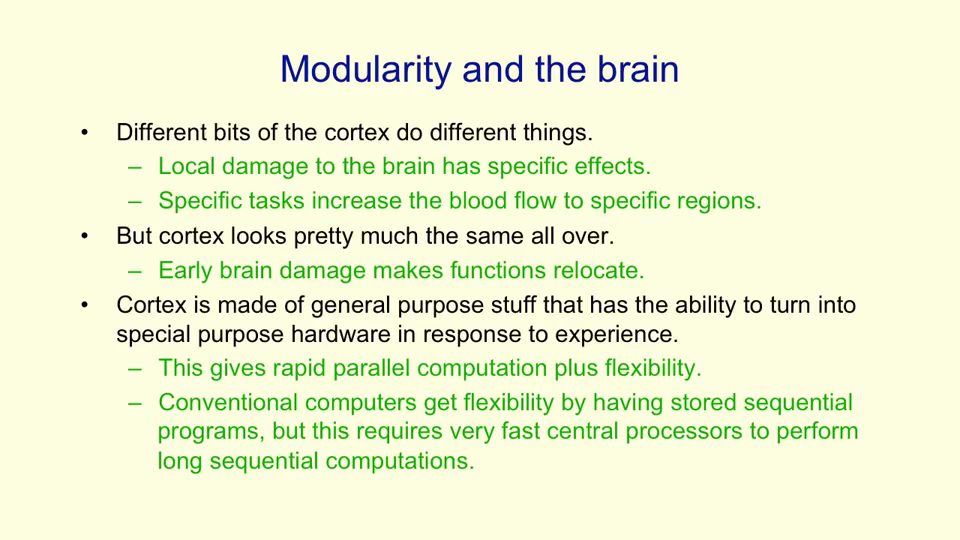 Modularity and the brain
• Different bits of the cortex do different things.
– Local damage to the brain has specific effects.
– Specific tasks increase the blood flow to specific regions.
• But cortex looks pretty much the same all over.
– Early brain damage makes functions relocate.
• Cortex is made of general purpose stuff that has the ability to turn into
special purpose hardware in response to experience.
– This gives rapid parallel computation plus flexibility.
– Conventional computers get flexibility by having stored sequential
programs, but this requires very fast central processors to perform
long sequential computations.